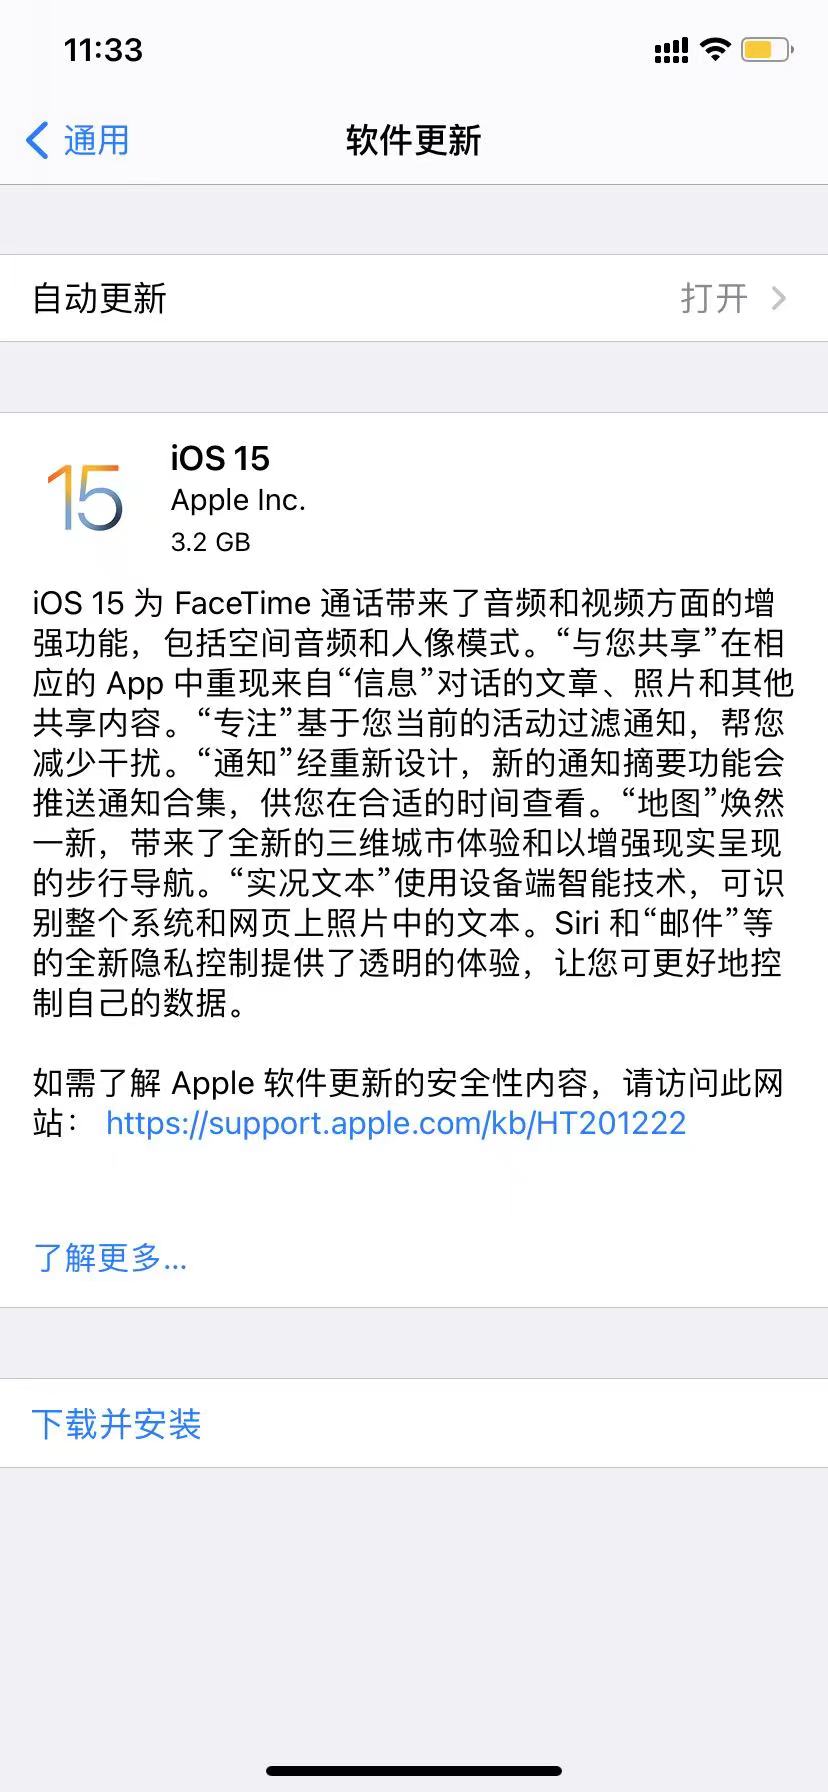 11:33
通用
软件更新
自动更新
打开
15
iOS 15
Apple Inc.
3.2 GB
iOS 15 为 FaceTime 通话带来了音频和视频方面的增
强功能，包括空间音频和人像模式。“与您共享”在相
应的 App 中重现来自“信息”对话的文章、照片和其他
共享内容。“专注”基于您当前的活动过滤通知，帮您
减少干扰。“通知”经重新设计，新的通知摘要功能会
推送通知合集，供您在合适的时间查看。“地图”焕然
一新，带来了全新的三维城市体验和以增强现实呈现
的步行导航。“实况文本”使用设备端智能技术，可识
别整个系统和网页上照片中的文本。Siri 和“邮件”等
的全新隐私控制提供了透明的体验，让您可更好地控
制自己的数据。
如需了解 Apple 软件更新的安全性内容，请访问此网
站： https://support.apple.com/kb/HT201222
了解更多...
下载并安装